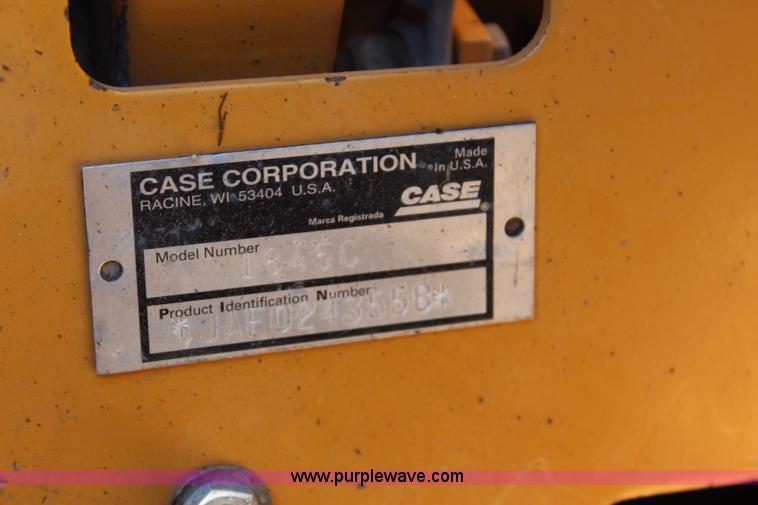 CASE CORPORATION
RACINE, WI 53404 U.S.A.
Made
in U.S.A.
CASE
®
Marca Registrada
Model Number
1845C
Product Identification Number
*JAF0243558*
www.purplewave.com